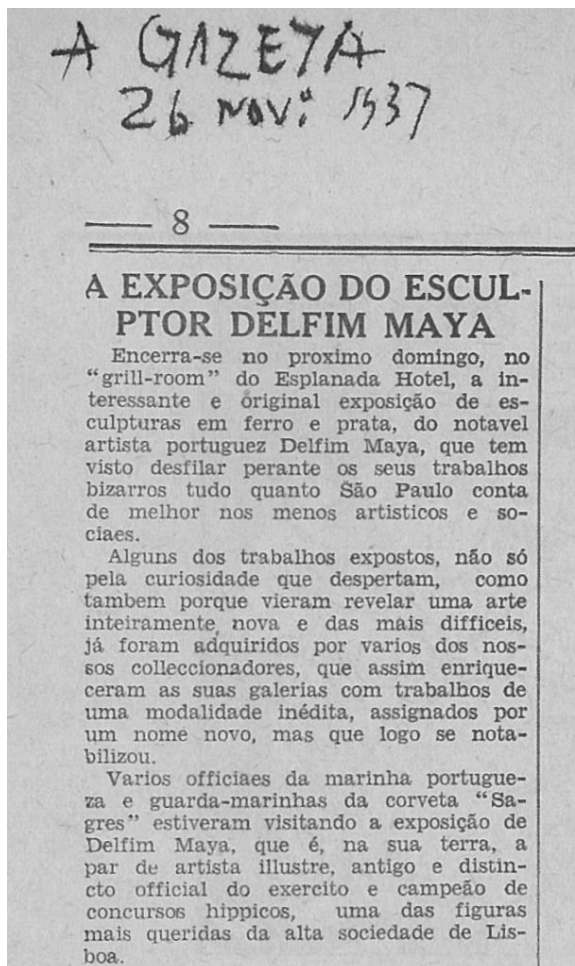 A GAZETA
26 NOV: 1937
— 8 —
A EXPOSIÇÃO DO ESCUL-
PTOR DELFIM MAYA
Encerra-se no proximo domingo, no
“grill-room” do Esplanada Hotel, a in-
teressante e original exposição de es-
culpturas em ferro e prata, do notavel
artista portuguez Delfim Maya, que tem
visto desfilar perante os seus trabalhos
bizarros tudo quanto São Paulo conta
de melhor nos menos artisticos e so-
ciaes.
Alguns dos trabalhos expostos, não só
pela curiosidade que despertam, como
tambem porque vieram revelar uma arte
inteiramente nova e das mais difficeis,
já foram adquiridos por varios dos nos-
sos colleccionadores, que assim enrique-
ceram as suas galerias com trabalhos de
uma modalidade inédita, assignados por
um nome novo, mas que logo se nota-
bilizou.
Varios officiaes da marinha portugue-
za e guarda-marinhas da corveta “Sa-
gres” estiveram visitando a exposição de
Delfim Maya, que é, na sua terra, a
par de artista illustre, antigo e distin-
cto official do exercito e campeão de
concursos hippicos, uma das figuras
mais queridas da alta sociedade de Lis-
boa.